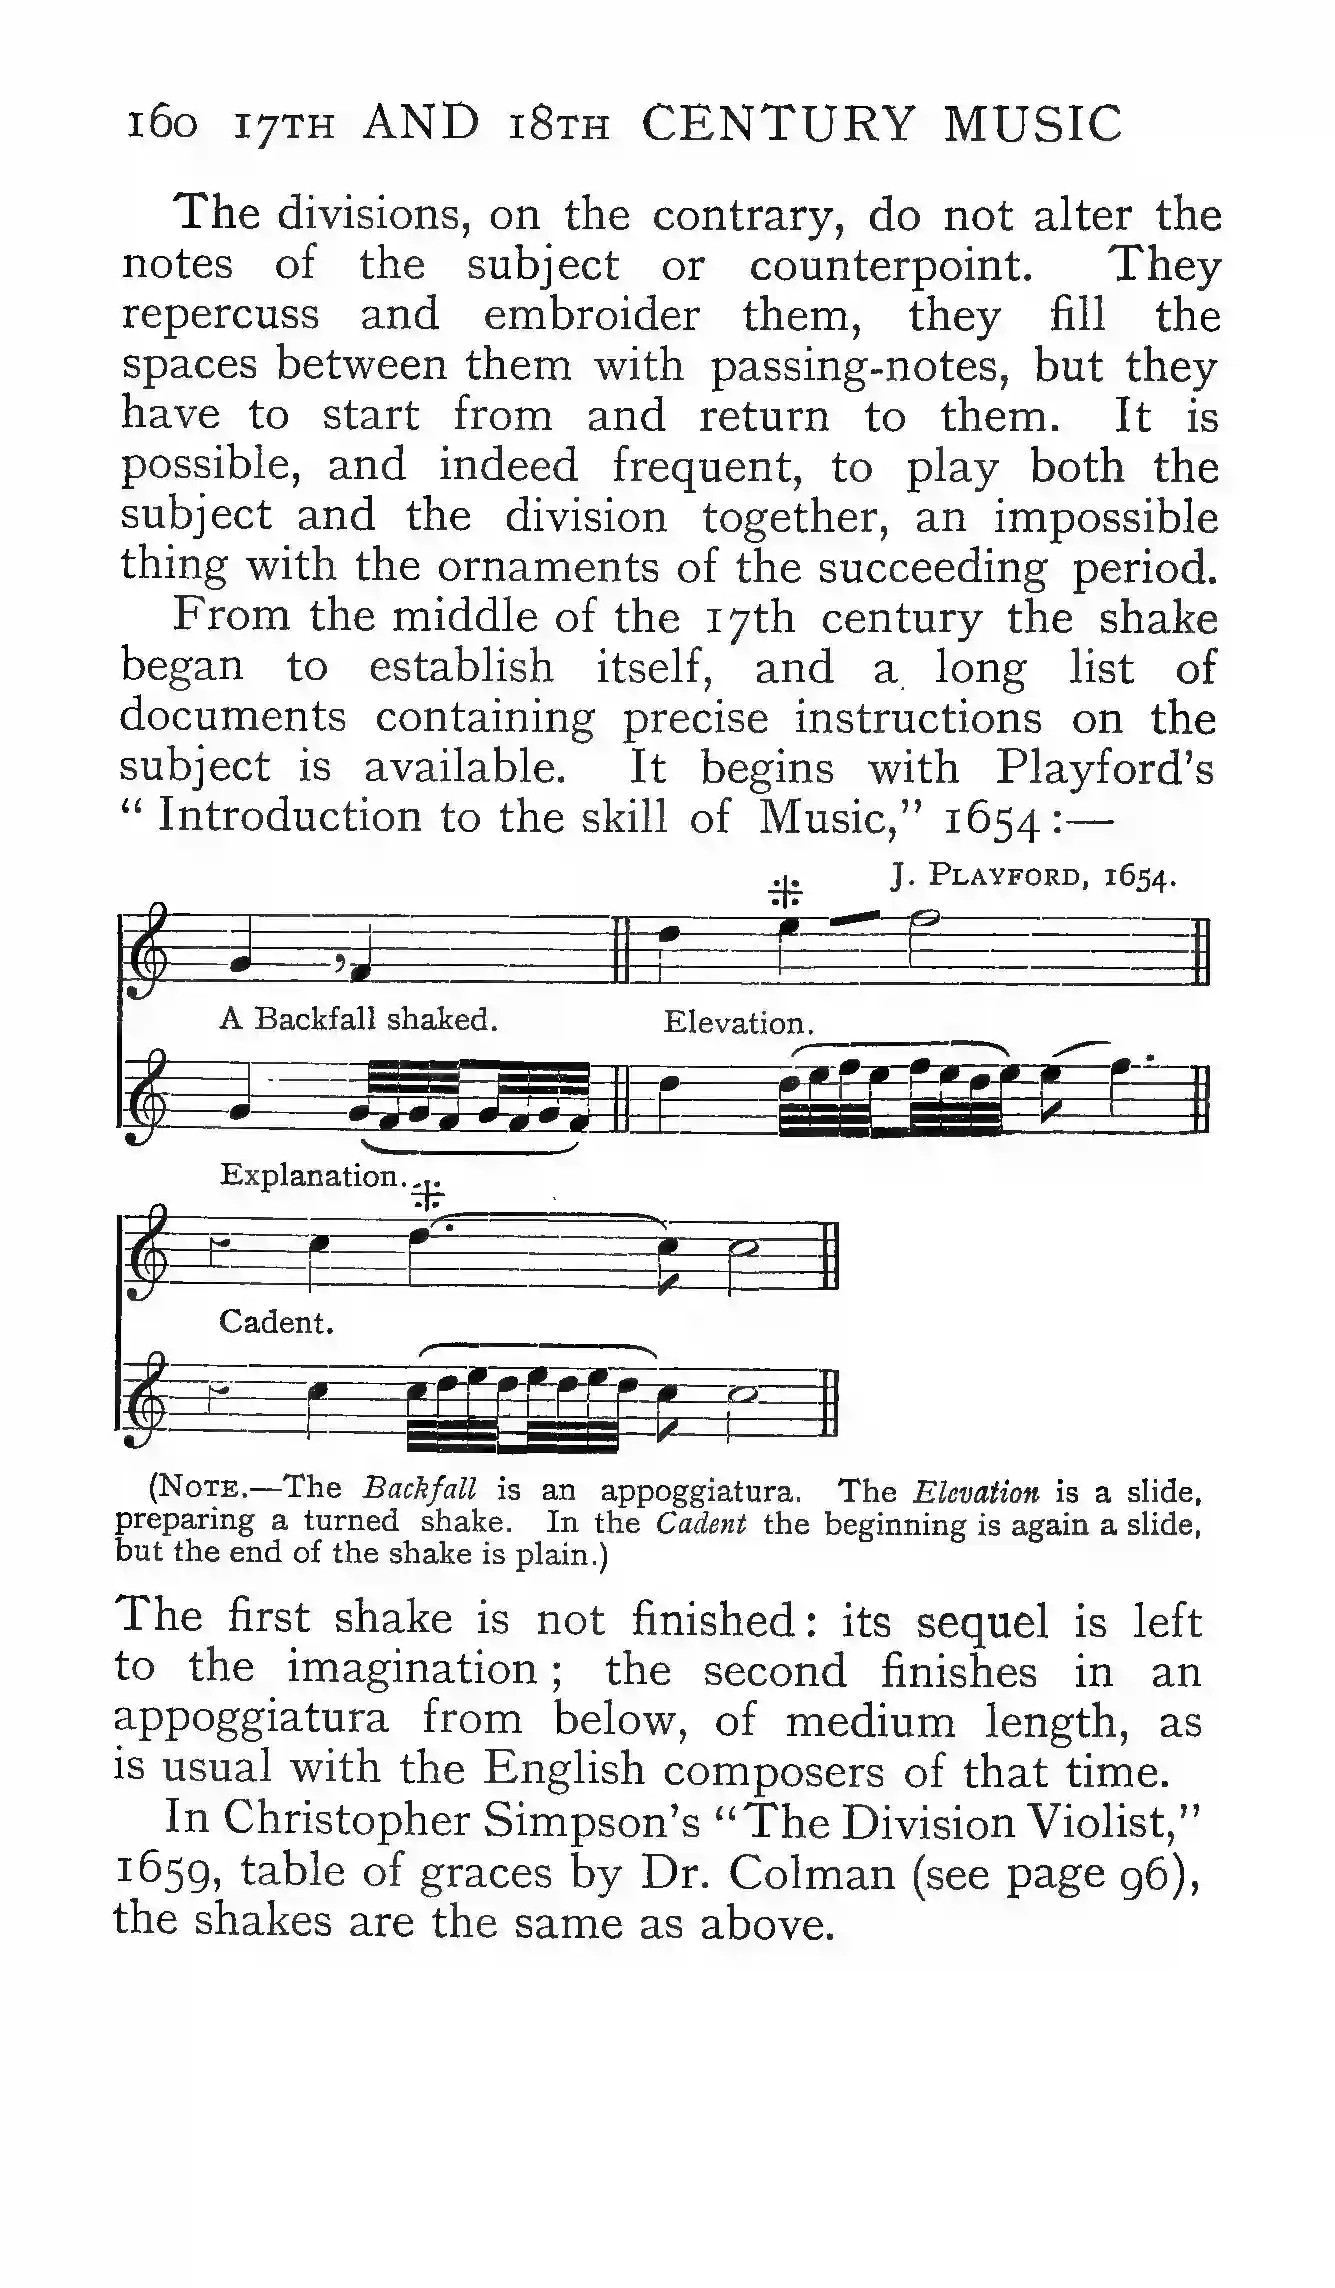 160 17TH AND 18TH CENTURY MUSIC
The divisions, on the contrary, do not alter the
notes of the subject or counterpoint. They
repercuss and embroider them, they fill the
spaces between them with passing-notes, but they
have to start from and return to them. It is
possible, and indeed frequent, to play both the
subject and the division together, an impossible
thing with the ornaments of the succeeding period.
From the middle of the 17th century the shake
began to establish itself, and a long list of
documents containing precise instructions on the
subject is available. It begins with Playford's
“ Introduction to the skill of Music,” 1654 :—
J. PLAYFORD, 1654.
A Backfall shaked. Elevation.
Explanation.
Cadent.
(NOTE.—The Backfall is an appoggiatura. The Elevation is a slide,
preparing a turned shake. In the Cadent the beginning is again a slide,
but the end of the shake is plain.)
The first shake is not finished: its sequel is left
to the imagination ; the second finishes in an
appoggiatura from below, of medium length, as
is usual with the English composers of that time.
In Christopher Simpson's “The Division Violist,”
1659, table of graces by Dr. Colman (see page 96),
the shakes are the same as above.